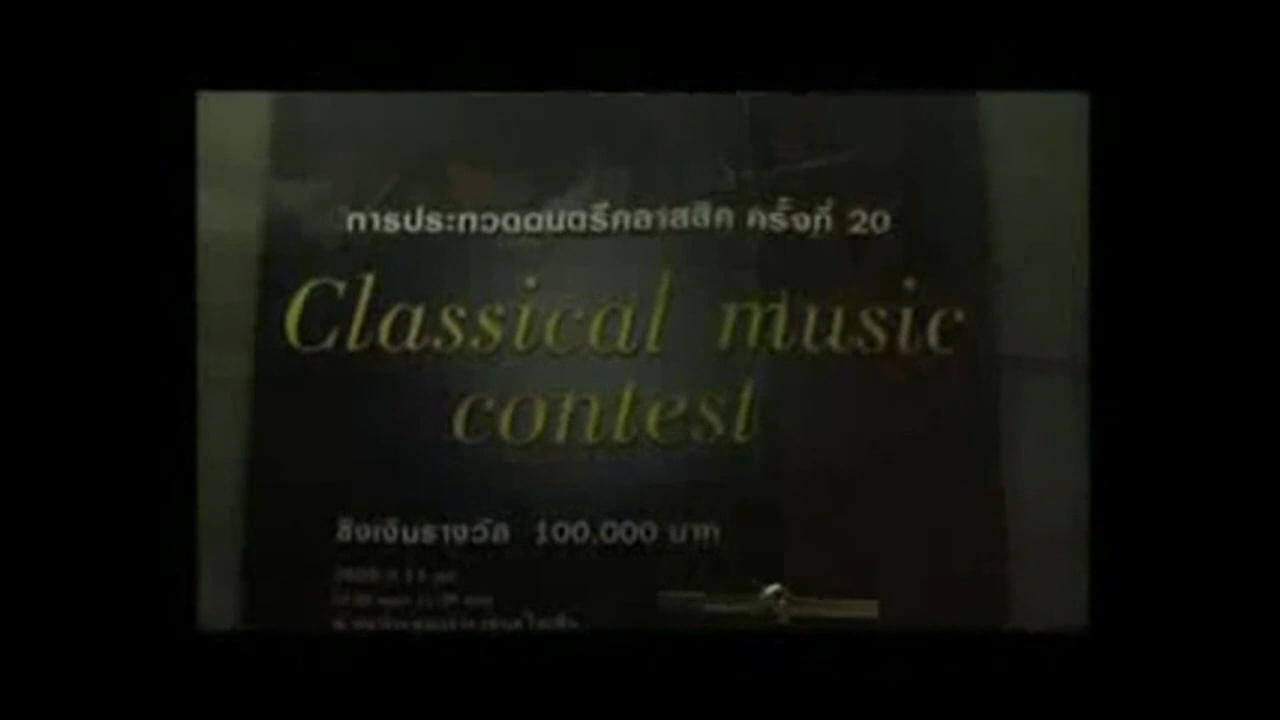 การประกวดดนตรีคลาสสิค ครั้งที่ 20
Classical music
contest
ชิงเงินรางวัล 100,000 บาท